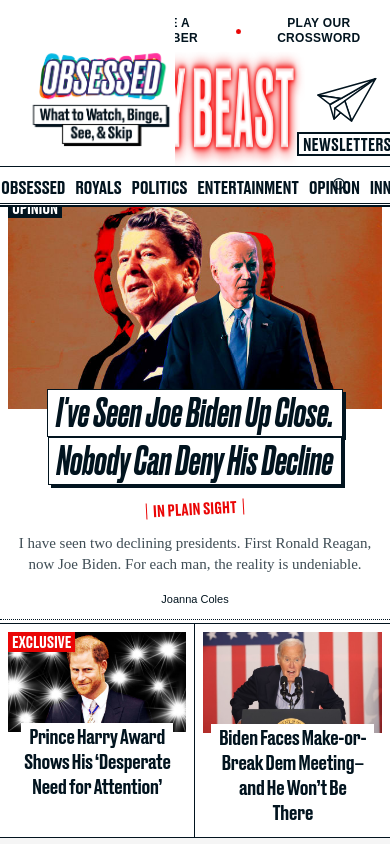 E A
BER
PLAY OUR
CROSSWORD
OBSESSED
What to Watch, Binge,
See, & Skip
Y BEAST
NEWSLETTERS
OBSESSED ROYALS POLITICS ENTERTAINMENT OPINION INN
OPINION
I've Seen Joe Biden Up Close.
Nobody Can Deny His Decline
IN PLAIN SIGHT
I have seen two declining presidents. First Ronald Reagan,
now Joe Biden. For each man, the reality is undeniable.
Joanna Coles
EXCLUSIVE
Prince Harry Award
Shows His ‘Desperate
Need for Attention’
Biden Faces Make-or-
Break Dem Meeting—
and He Won’t Be
There